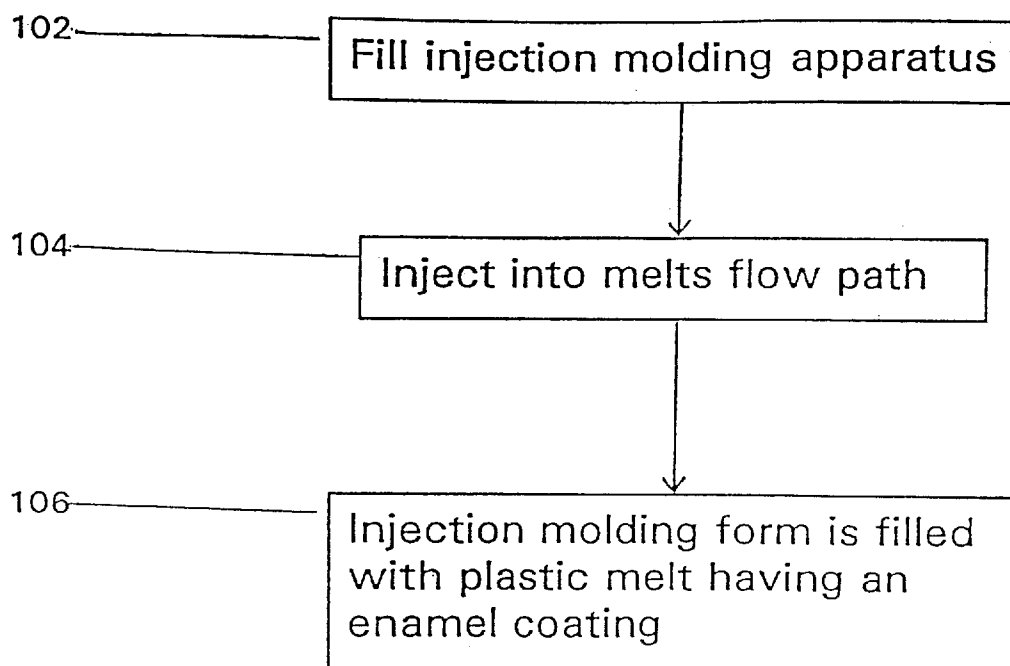 102
Fill injection molding apparatus
104
Inject into melts flow path
106
Injection molding form is filled
with plastic melt having an
enamel coating